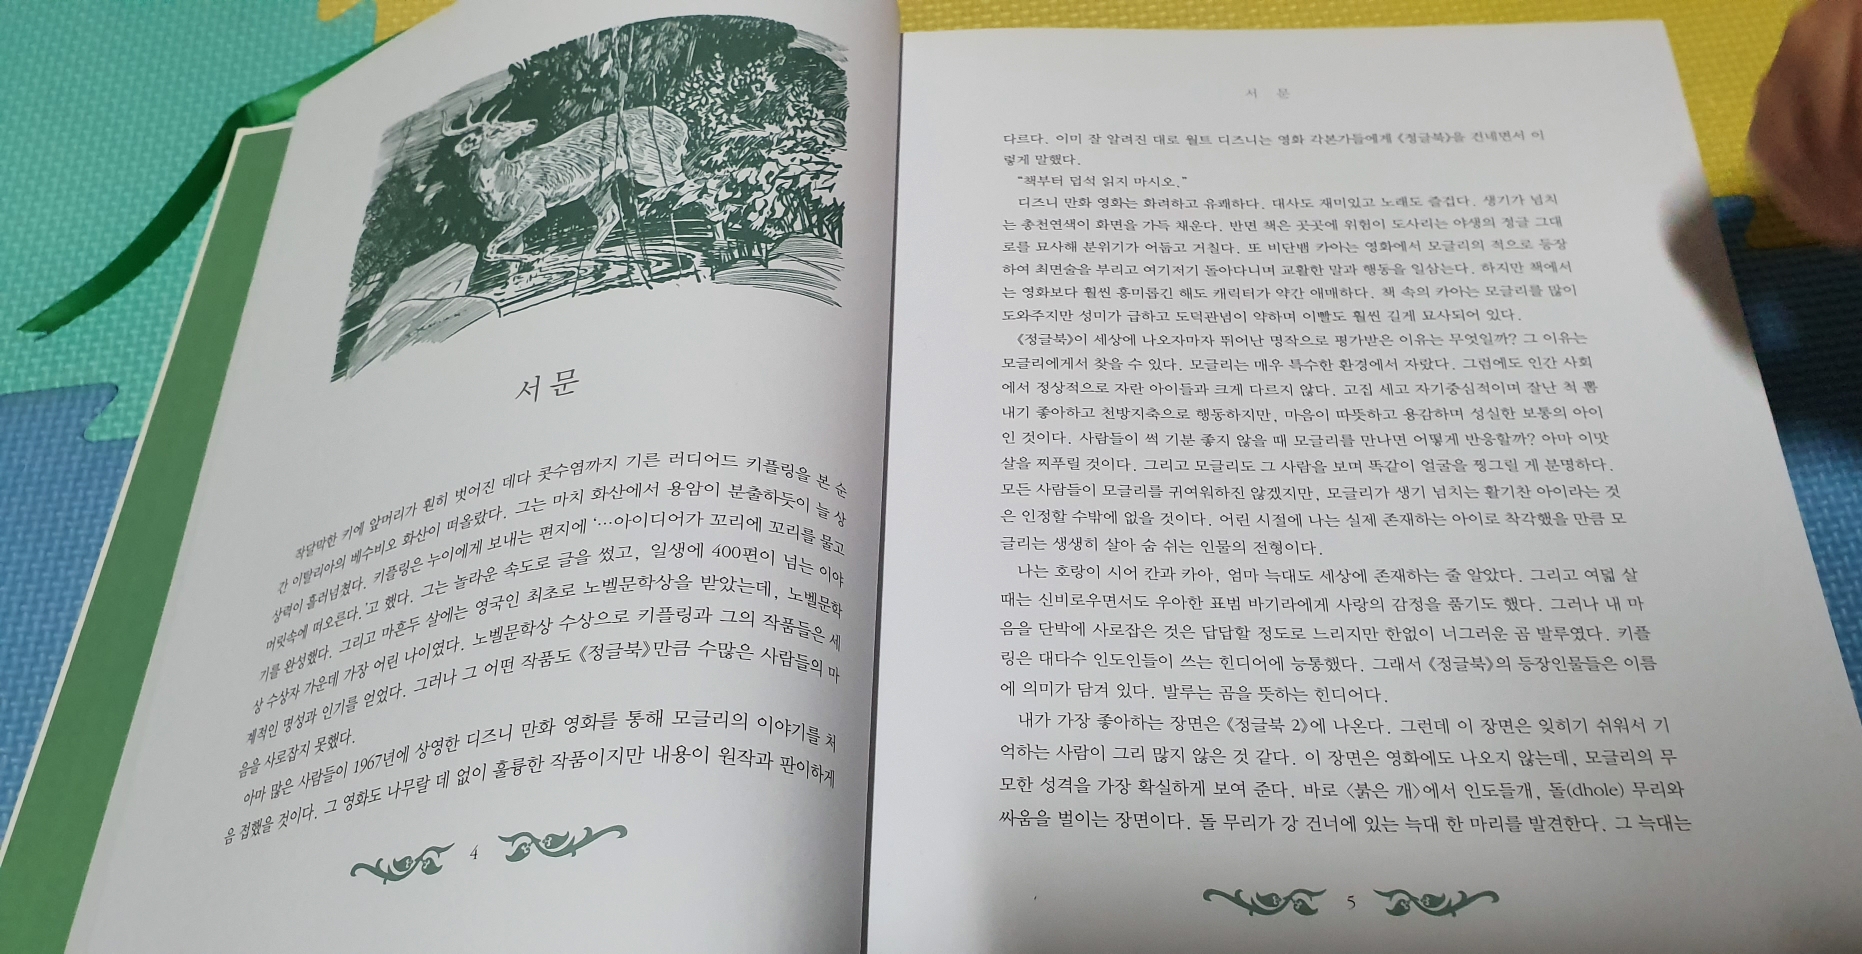 서문
작달막한 키에 앞머리가 훤히 벗어진 데다 콧수염까지 기른 러디어드 키플링을 본 순
간 이탈리아의 베수비오 화산이 떠올랐다. 그는 마치 화산에서 용암이 분출하듯이 늘 상
상력이 흘러넘쳤다. 키플링은 누이에게 보내는 편지에 ‘…아이디어가 꼬리에 꼬리를 물고
머릿속에 떠오른다.’고 했다. 그는 놀라운 속도로 글을 썼고, 일생에 400편이 넘는 이야
기를 완성했다. 그리고 마흔두 살에는 영국인 최초로 노벨문학상을 받았는데, 노벨문학
상 수상자 가운데 가장 어린 나이였다. 노벨문학상 수상으로 키플링과 그의 작품들은 세
계적인 명성과 인기를 얻었다. 그러나 그 어떤 작품도 《정글북》만큼 수많은 사람들의 마
음을 사로잡지 못했다.
아마 많은 사람들이 1967년에 상영한 디즈니 만화 영화를 통해 모글리의 이야기를 처
음 접했을 것이다. 그 영화도 나무랄 데 없이 훌륭한 작품이지만 내용이 원작과 판이하게
4
서 문
다르다. 이미 잘 알려진 대로 월트 디즈니는 영화 각본가들에게 《정글북》을 건네면서 이
렇게 말했다.
“책부터 덥석 읽지 마시오.”
디즈니 만화 영화는 화려하고 유쾌하다. 대사도 재미있고 노래도 즐겁다. 생기가 넘치
는 총천연색이 화면을 가득 채운다. 반면 책은 곳곳에 위험이 도사리는 야생의 정글 그대
로를 묘사해 분위기가 어둡고 거칠다. 또 비단뱀 카아는 영화에서 모글리의 적으로 등장
하여 최면술을 부리고 여기저기 돌아다니며 교활한 말과 행동을 일삼는다. 하지만 책에서
는 영화보다 훨씬 흥미롭긴 해도 캐릭터가 약간 애매하다. 책 속의 카아는 모글리를 많이
도와주지만 성미가 급하고 도덕관념이 약하며 이빨도 훨씬 길게 묘사되어 있다.
《정글북》이 세상에 나오자마자 뛰어난 명작으로 평가받은 이유는 무엇일까? 그 이유는
모글리에게서 찾을 수 있다. 모글리는 매우 특수한 환경에서 자랐다. 그럼에도 인간 사회
에서 정상적으로 자란 아이들과 크게 다르지 않다. 고집 세고 자기중심적이며 잘난 척 뽐
내기 좋아하고 천방지축으로 행동하지만, 마음이 따뜻하고 용감하며 성실한 보통의 아이
인 것이다. 사람들이 썩 기분 좋지 않을 때 모글리를 만나면 어떻게 반응할까? 아마 이맛
살을 찌푸릴 것이다. 그리고 모글리도 그 사람을 보며 똑같이 얼굴을 찡그릴 게 분명하다.
모든 사람들이 모글리를 귀여워하진 않겠지만, 모글리가 생기 넘치는 활기찬 아이라는 것
은 인정할 수밖에 없을 것이다. 어린 시절에 나는 실제 존재하는 아이로 착각했을 만큼 모
글리는 생생히 살아 숨 쉬는 인물의 전형이다.
나는 호랑이 시어 칸과 카아, 엄마 늑대도 세상에 존재하는 줄 알았다. 그리고 여덟 살
때는 신비로우면서도 우아한 표범 바기라에게 사랑의 감정을 품기도 했다. 그러나 내 마
음을 단박에 사로잡은 것은 답답할 정도로 느리지만 한없이 너그러운 곰 발루였다. 키플
링은 대다수 인도인들이 쓰는 힌디어에 능통했다. 그래서 《정글북》의 등장인물들은 이름
에 의미가 담겨 있다. 발루는 곰을 뜻하는 힌디어다.
내가 가장 좋아하는 장면은 《정글북 2》에 나온다. 그런데 이 장면은 잊히기 쉬워서 기
억하는 사람이 그리 많지 않은 것 같다. 이 장면은 영화에도 나오지 않는데, 모글리의 무
모한 성격을 가장 확실하게 보여 준다. 바로 〈붉은 개〉에서 인도들개, 돌(dhole) 무리와
싸움을 벌이는 장면이다. 돌 무리가 강 건너에 있는 늑대 한 마리를 발견한다. 그 늑대는
5